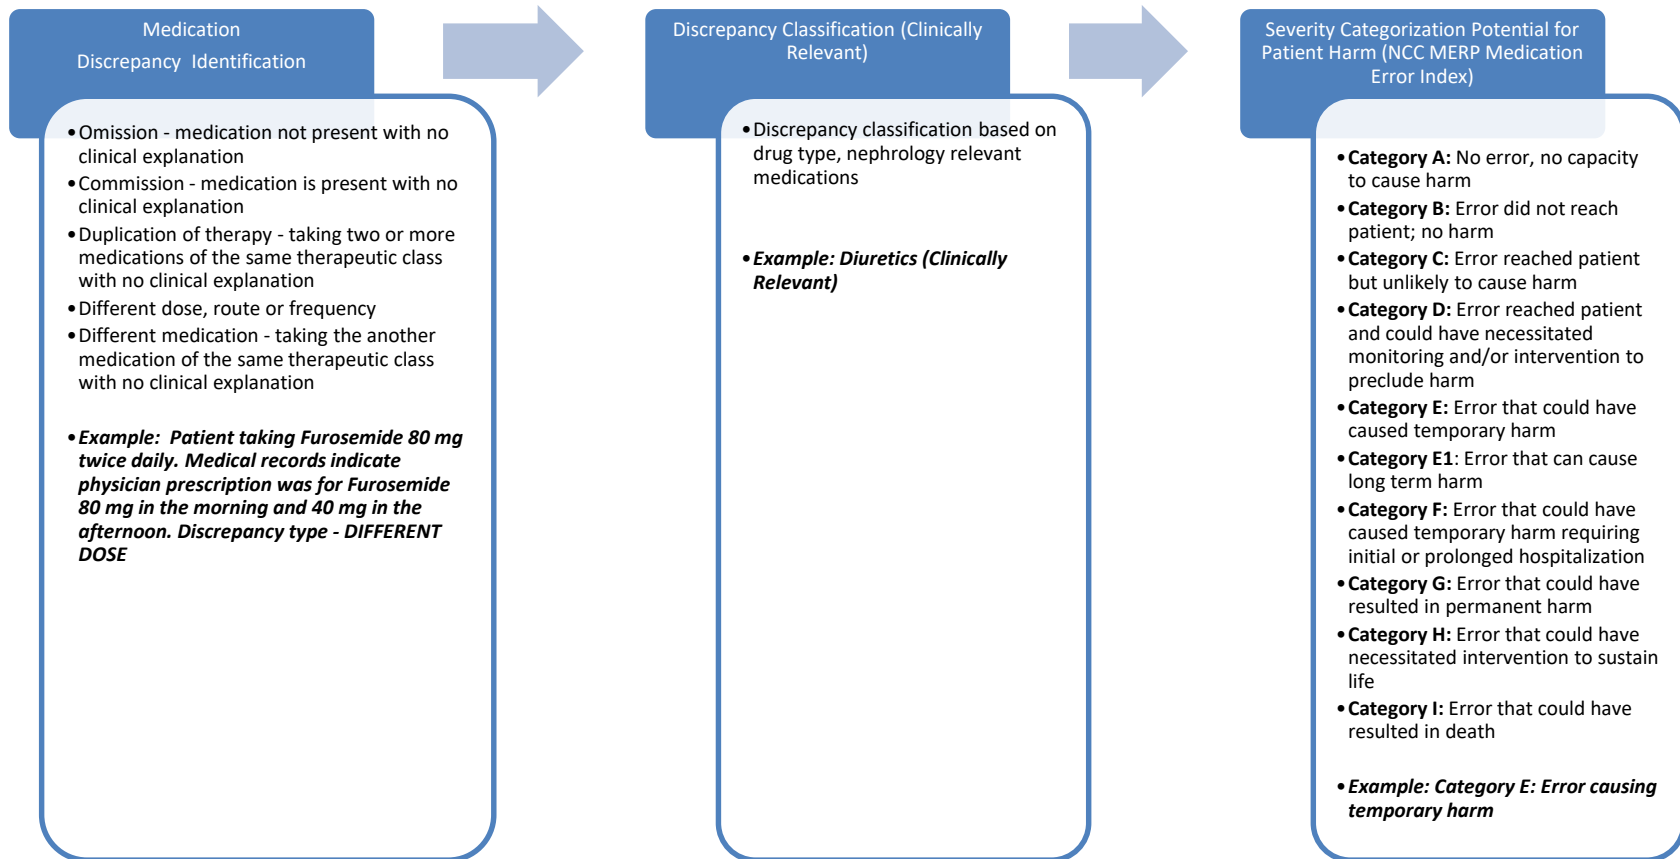 Medication
Discrepancy Identification
•Omission - medication not present with no
clinical explanation
•Commission - medication is present with no
clinical explanation
•Duplication of therapy - taking two or more
medications of the same therapeutic class
with no clinical explanation
•Different dose, route or frequency
•Different medication - taking the another
medication of the same therapeutic class
with no clinical explanation
•Example: Patient taking Furosemide 80 mg
twice daily. Medical records indicate
physician prescription was for Furosemide
80 mg in the morning and 40 mg in the
afternoon. Discrepancy type - DIFFERENT
DOSE
Discrepancy Classification (Clinically
Relevant)
•Discrepancy classification based on
drug type, nephrology relevant
medications
•Example: Diuretics (Clinically
Relevant)
Severity Categorization Potential for
Patient Harm (NCC MERP Medication
Error Index)
•Category A: No error, no capacity
to cause harm
•Category B: Error did not reach
patient; no harm
•Category C: Error reached patient
but unlikely to cause harm
•Category D: Error reached patient
and could have necessitated
monitoring and/or intervention to
preclude harm
•Category E: Error that could have
caused temporary harm
•Category E1: Error that can cause
long term harm
•Category F: Error that could have
caused temporary harm requiring
initial or prolonged hospitalization
•Category G: Error that could have
resulted in permanent harm
•Category H: Error that could have
necessitated intervention to sustain
life
•Category I: Error that could have
resulted in death
•Example: Category E: Error causing
temporary harm